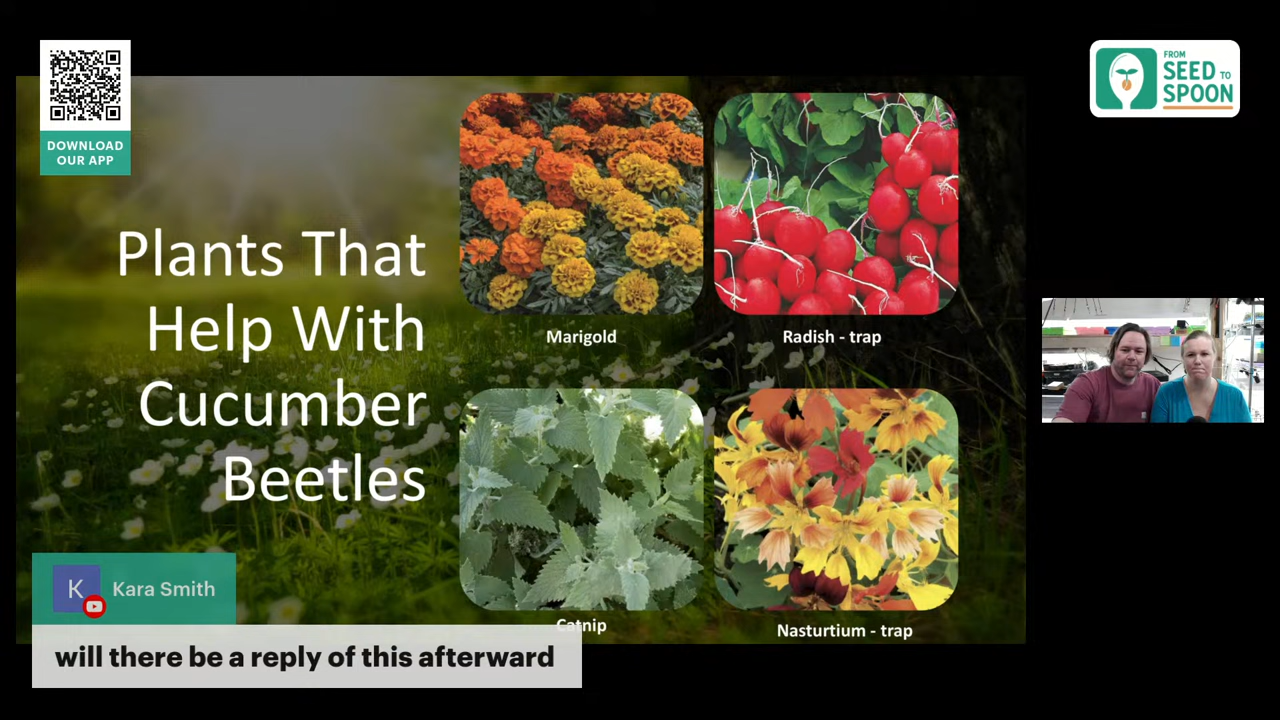 DOWNLOAD
OUR APP
FROM
SEED TO
SPOON
Plants That
Help With
Cucumber
Beetles
Marigold
Radish - trap
Catnip
Nasturtium - trap
K
Kara Smith
will there be a reply of this afterward